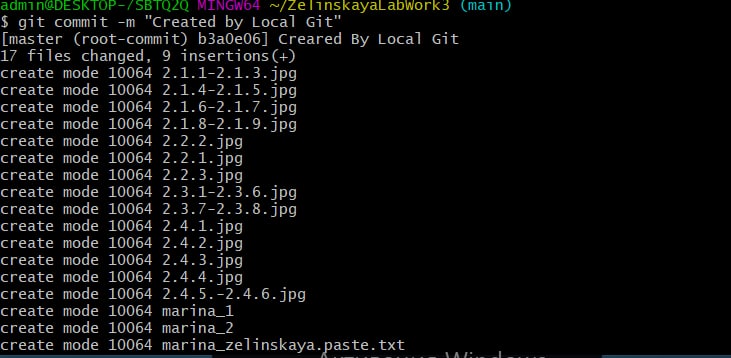 admin@DESKTOP-/SBTQ2Q MINGW64 ~/ZelinskayaLabWork3 (main)
$ git commit -m "Created by Local Git"
[master (root-commit) b3a0e06] Creared By Local Git
17 files changed, 9 insertions(+)
create mode 10064 2.1.1-2.1.3.jpg
create mode 10064 2.1.4-2.1.5.jpg
create mode 10064 2.1.6-2.1.7.jpg
create mode 10064 2.1.8-2.1.9.jpg
create mode 10064 2.2.2.jpg
create mode 10064 2.2.1.jpg
create mode 10064 2.2.3.jpg
create mode 10064 2.3.1-2.3.6.jpg
create mode 10064 2.3.7-2.3.8.jpg
create mode 10064 2.4.1.jpg
create mode 10064 2.4.2.jpg
create mode 10064 2.4.3.jpg
create mode 10064 2.4.4.jpg
create mode 10064 2.4.5.-2.4.6.jpg
create mode 10064 marina_1
create mode 10064 marina_2
create mode 10064 marina_zelinskaya.paste.txt
Активация Windows